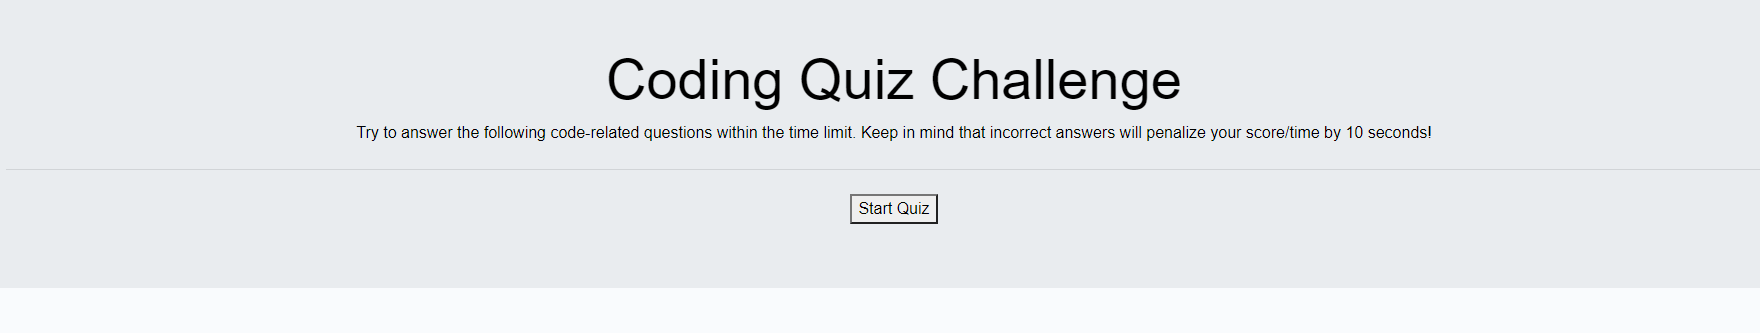 Coding Quiz Challenge
Try to answer the following code-related questions within the time limit. Keep in mind that incorrect answers will penalize your score/time by 10 seconds!
Start Quiz